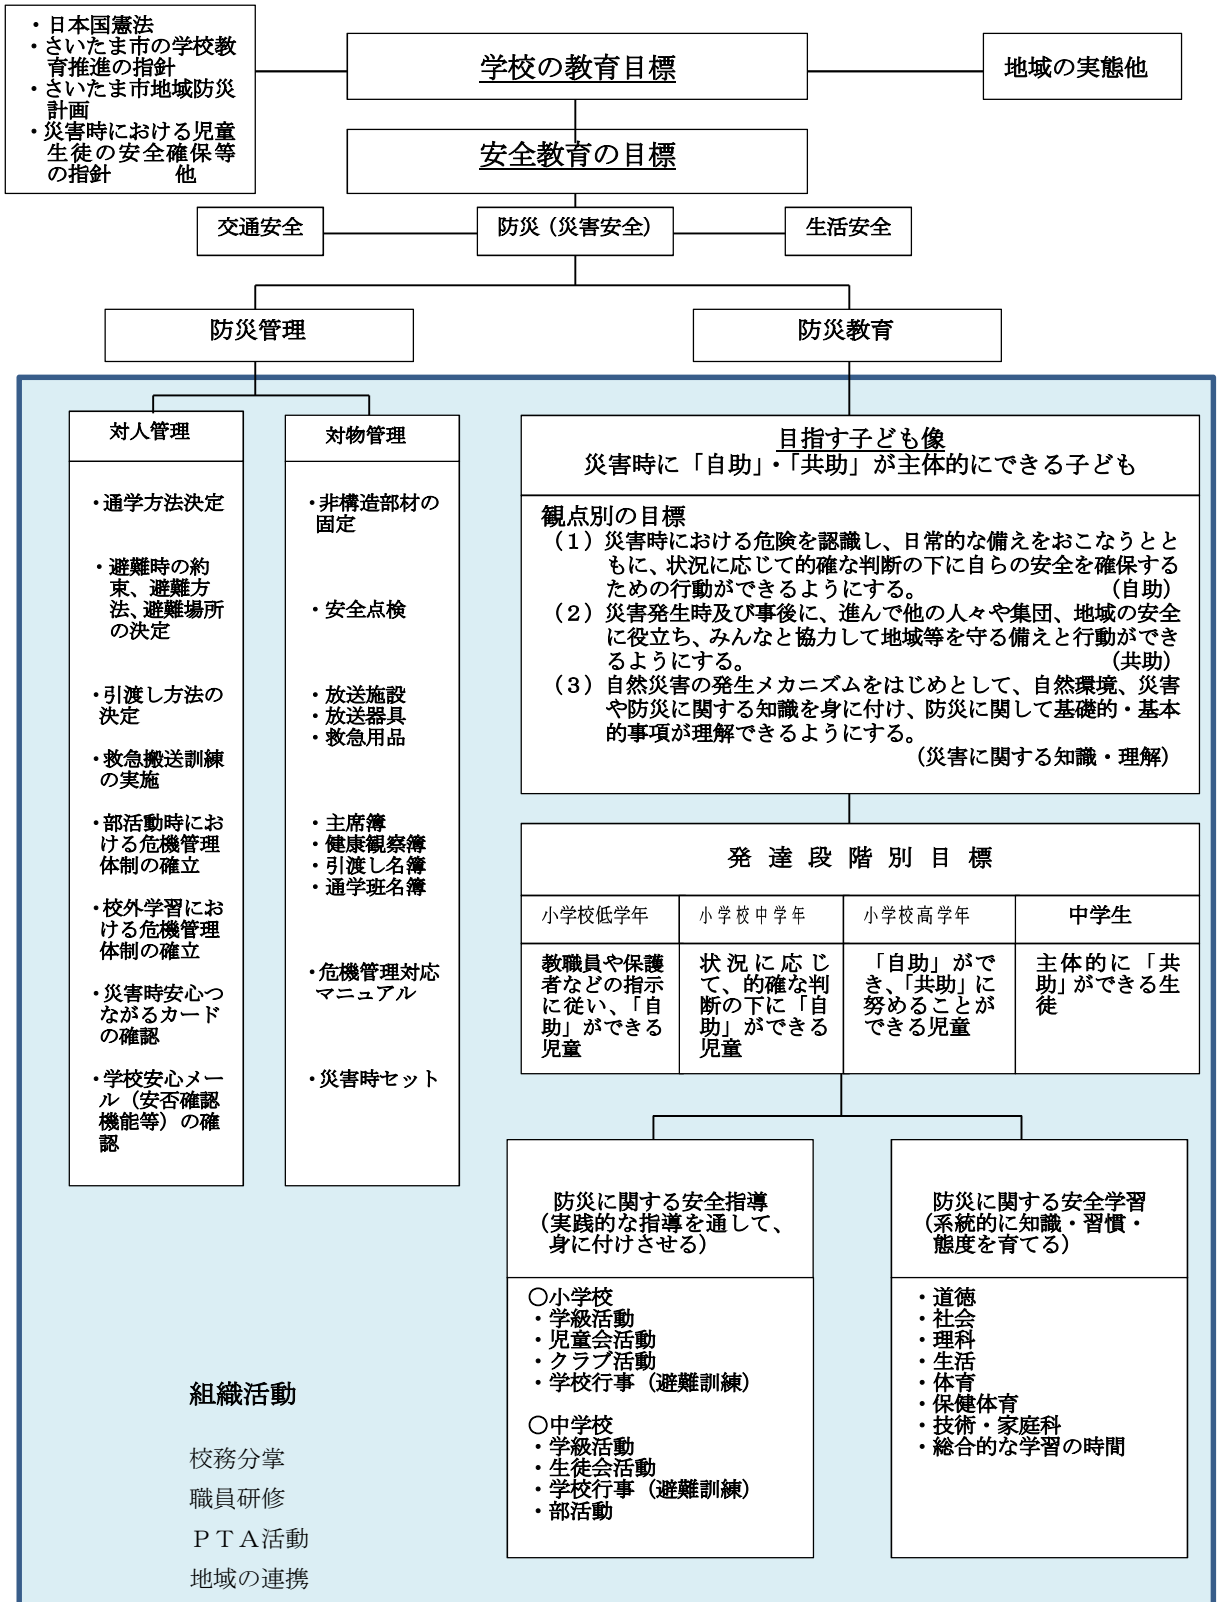 ・日本国憲法
・さいたま市の学校教
育推進の指針
・さいたま市地域防災
計画
・災害時における児童
生徒の安全確保等
の指針　　　他
学校の教育目標
地域の実態他
安全教育の目標
交通安全
防災（災害安全）
生活安全
防災管理
防災教育
対人管理
・通学方法決定
・避難時の約
束、避難方
法、避難場所
の決定
・引渡し方法の
決定
・救急搬送訓練
の実施
・部活動時にお
ける危機管理
体制の確立
・校外学習にお
ける危機管理
体制の確立
・災害時安心つ
ながるカード
の確認
・学校安心メー
ル（安否確認
機能等）の確
認
対物管理
・非構造部材の
固定
・安全点検
・放送施設
・放送器具
・救急用品
・主席簿
・健康観察簿
・引渡し名簿
・通学班名簿
・危機管理対応
マニュアル
・災害時セット
目指す子ども像
災害時に「自助」・「共助」が主体的にできる子ども
観点別の目標
（１）災害時における危険を認識し、日常的な備えをおこなうとと
もに、状況に応じて的確な判断の下に自らの安全を確保する
ための行動ができるようにする。　　　　　　　　（自助）
（２）災害発生時及び事後に、進んで他の人々や集団、地域の安全
に役立ち、みんなと協力して地域等を守る備えと行動ができ
るようにする。　　　　　　　　　　　　　　　　（共助）
（３）自然災害の発生メカニズムをはじめとして、自然環境、災害
や防災に関する知識を身に付け、防災に関して基礎的・基本
的事項が理解できるようにする。
（災害に関する知識・理解）
発達段階別目標
小学校低学年
小学校中学年
小学校高学年
中学生
教職員や保護
者などの指示
に従い、「自
助」ができる
児童
状況に応じ
て、的確な判
断の下に「自
助」ができる
児童
「自助」がで
き、「共助」に
努めることが
できる児童
主体的に「共
助」ができる生
徒
防災に関する安全指導
（実践的な指導を通して、
身に付けさせる）
○小学校
・学級活動
・児童会活動
・クラブ活動
・学校行事（避難訓練）
○中学校
・学級活動
・生徒会活動
・学校行事（避難訓練）
・部活動
防災に関する安全学習
（系統的に知識・習慣・
態度を育てる）
・道徳
・社会
・理科
・生活
・体育
・保健体育
・技術・家庭科
・総合的な学習の時間
組織活動
校務分掌
職員研修
ＰＴＡ活動
地域の連携